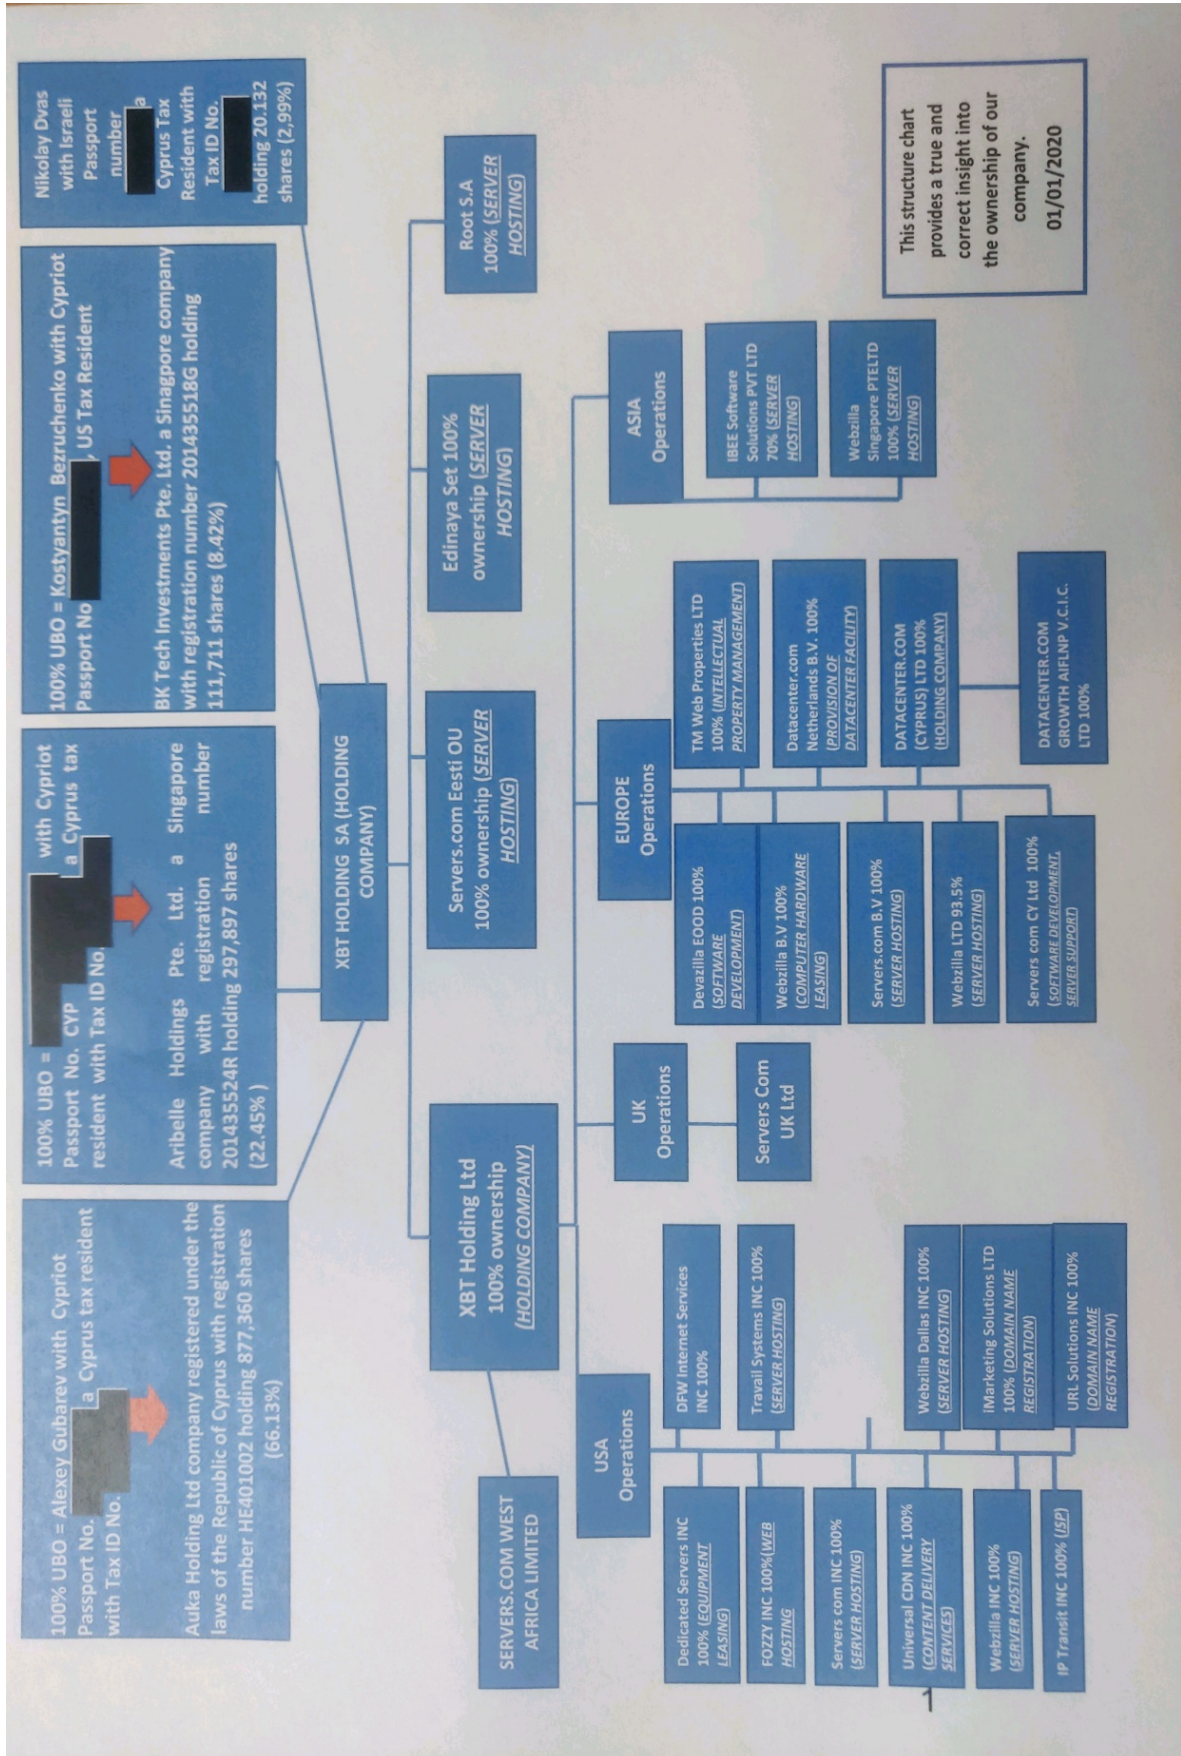 100% UBO = Alexey Gubarev with Cypriot
Passport No. a Cyprus tax resident
with Tax ID No.
Auka Holding Ltd company registered under the
laws of the Republic of Cyprus with registration
number HE401002 holding 877,360 shares
(66.13%)
100% UBO = with Cypriot
Passport No. CYP a Cyprus tax
resident with Tax ID No.
Aribelle Holdings Pte. Ltd. a Singapore
company with registration number
201435524R holding 297,897 shares
(22.45% )
100% UBO = Kostyantyn Bezruchenko with Cypriot
Passport No , US Tax Resident
BK Tech Investments Pte. Ltd. a Sinagpore company
with registration number 201435518G holding
111,711 shares (8.42%)
Nikolay Dvas
with Israeli
Passport
number
a
Cyprus Tax
Resident with
Tax ID No.
holding 20.132
shares (2,99%)
XBT HOLDING SA (HOLDING
COMPANY)
SERVERS.COM WEST
AFRICA LIMITED
XBT Holding Ltd
100% ownership
(HOLDING COMPANY)
Servers.com Eesti OU
100% ownership (SERVER
HOSTING)
Edinaya Set 100%
ownership (SERVER
HOSTING)
Root S.A
100% (SERVER
HOSTING)
USA
Operations
Dedicated Servers INC
100% (EQUIPMENT
LEASING)
FOZZY INC 100%(WEB
HOSTING
Servers com INC 100%
(SERVER HOSTING)
Universal CDN INC 100%
(CONTENT DELIVERY
SERVICES)
Webzilla INC 100%
(SERVER HOSTING)
IP Transit INC 100% (ISP)
DFW Internet Services
INC 100%
Travail Systems INC 100%
(SERVER HOSTING)
Webzilla Dallas INC 100%
(SERVER HOSTING)
iMarketing Solutions LTD
100% (DOMAIN NAME
REGISTRATION)
URL Solutions INC 100%
(DOMAIN NAME
REGISTRATION)
UK
Operations
Servers Com
UK Ltd
EUROPE
Operations
Devazilla EOOD 100%
(SOFTWARE
DEVELOPMENT)
Webzilla B.V 100%
(COMPUTER HARDWARE
LEASING)
Servers.com B.V 100%
(SERVER HOSTING)
Webzilla LTD 93.5%
(SERVER HOSTING)
Servers com CY Ltd 100%
(SOFTWARE DEVELOPMENT,
SERVER SUPPORT)
TM Web Properties LTD
100% (INTELLECTUAL
PROPERTY MANAGEMENT)
Datacenter.com
Netherlands B.V. 100%
(PROVISION OF
DATACENTER FACILITY)
DATACENTER.COM
(CYPRUS) LTD 100%
(HOLDING COMPANY)
DATACENTER.COM
GROWTH AIFLNP V.C.I.C.
LTD 100%
ASIA
Operations
IBEE Software
Solutions PVT LTD
70% (SERVER
HOSTING)
Webzilla
Singapore PTELTD
100% (SERVER
HOSTING)
This structure chart
provides a true and
correct insight into
the ownership of our
company.
01/01/2020